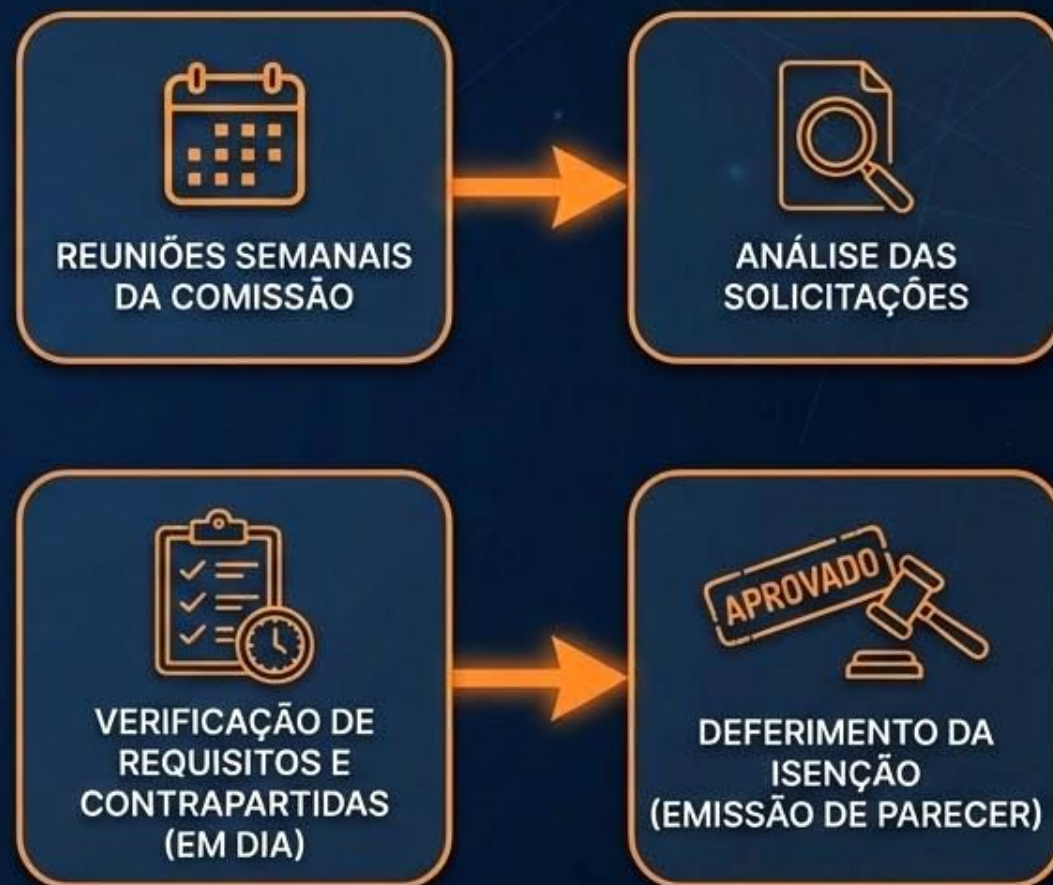 REUNIÕES SEMANAIS
DA COMISSÃO
ANÁLISE DAS
SOLICITAÇÕES
VERIFICAÇÃO DE
REQUISITOS E
CONTRAPARTIDAS
(EM DIA)
APROVADO
DEFERIMENTO DA
ISENÇÃO
(EMISSÃO DE PARECER)